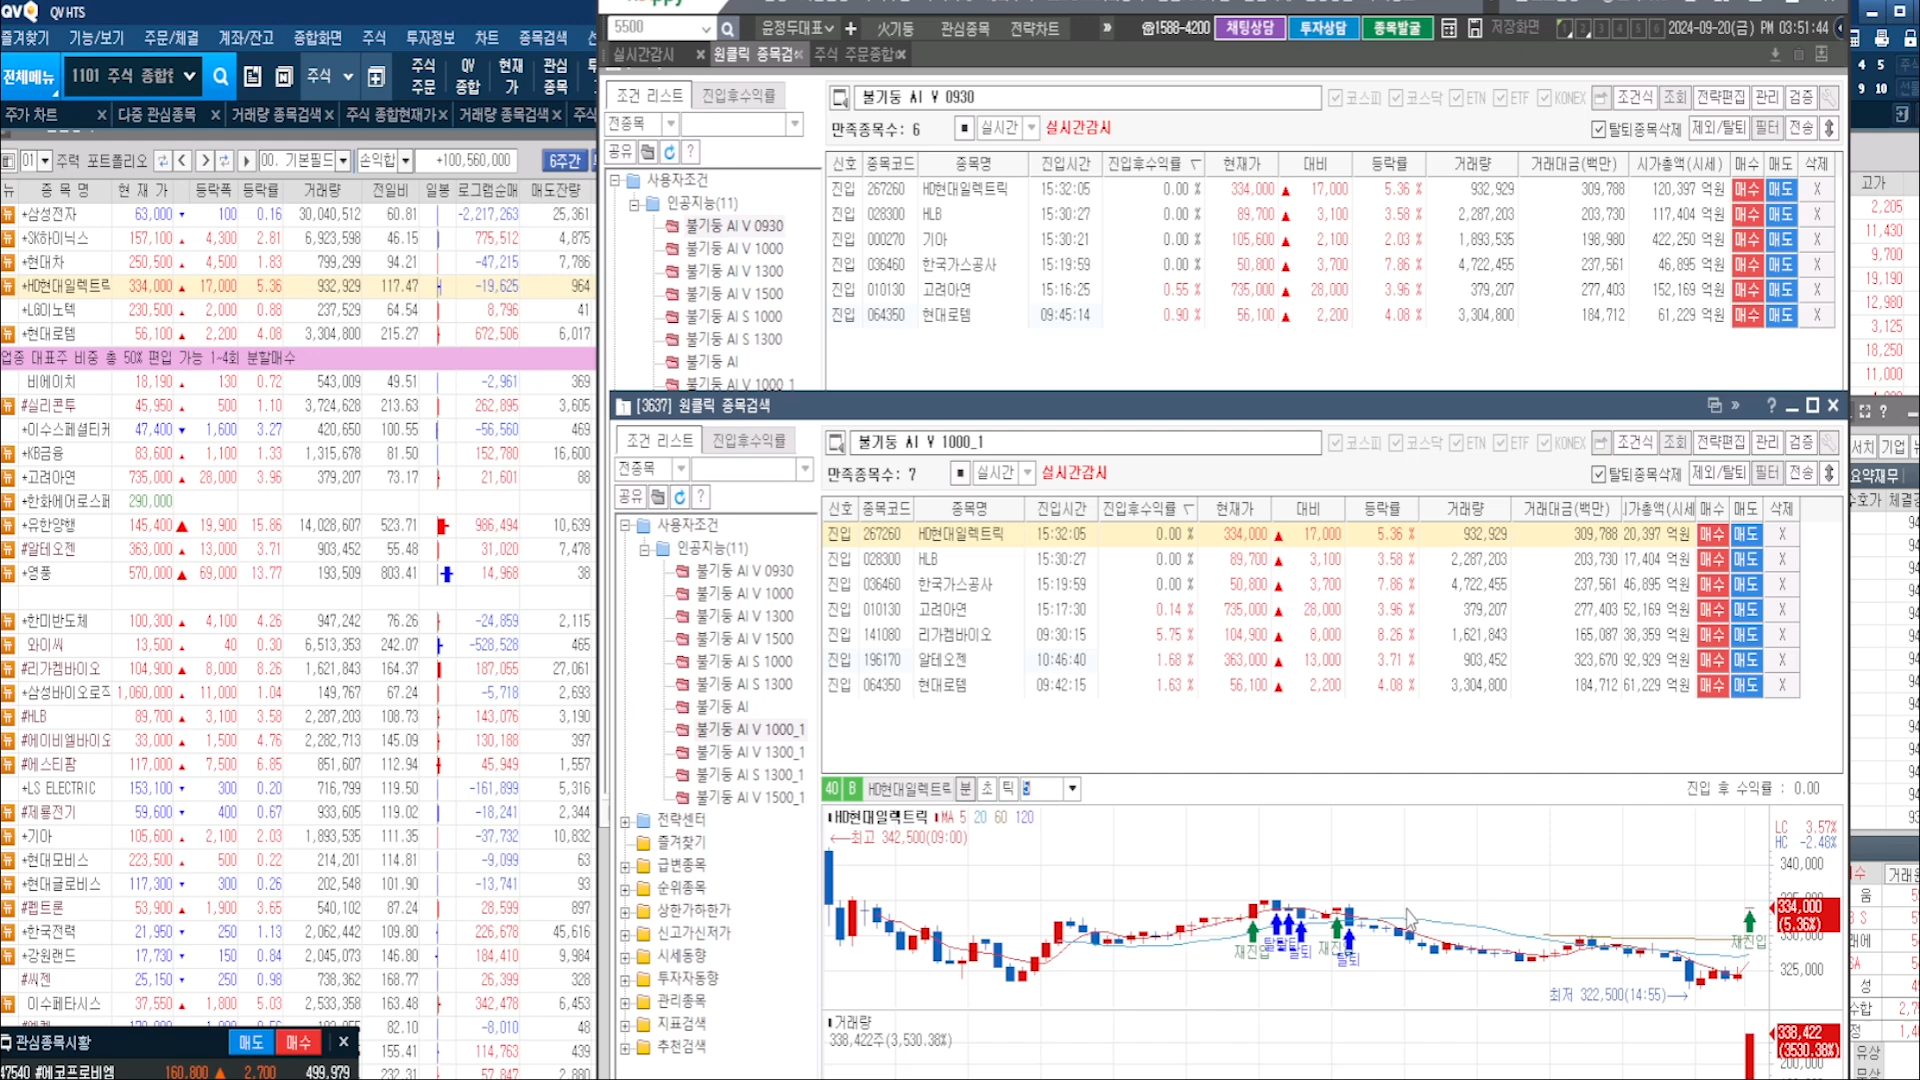 QV QV HTS
즐겨찾기 기능/보기 주문/체결 계좌/잔고 종합화면 주식 투자정보 차트 종목검색
전체메뉴 1101 주식 종합 주식 주식 주문 QV 종합 현재가 관심 종목
주가 차트 × 다중 관심종목 × 거래량 종목검색 × 주식 종합현재가 × 거래량 종목검색 ×
01 주력 포트폴리오 00. 기본필드 손익합 +100,560,000 6주간
뉴 종목명 현재가 등락폭 등락률 거래량 전일비 일봉 로그램순매 매도잔량
+삼성전자 63,000 ▼ 100 0.16 30,040,512 60.81 -2,217,263 25,361
+SK하이닉스 157,100 ▲ 4,300 2.81 6,923,598 46.15 775,512 4,875
+현대차 250,500 ▲ 4,500 1.83 799,299 94.21 -47,215 7,786
+HD현대일렉트릭 334,000 ▲ 17,000 5.36 932,929 117.47 -19,625 964
+LG이노텍 230,500 ▲ 2,000 0.88 237,529 64.54 8,796 41
+현대로템 56,100 ▲ 2,200 4.08 3,304,800 215.27 672,506 6,017
업종 대표주 비중 총 50% 편입 가능 1-4회 분할매수
비에이치 18,190 ▲ 130 0.72 543,009 49.51 -2,961 369
#실리콘투 45,950 ▲ 500 1.10 3,724,628 213.63 262,895 3,605
+이수스페셜티커 47,400 ▼ 1,600 3.27 420,650 100.55 -56,560 469
+KB금융 83,600 ▲ 1,100 1.33 1,315,678 81.50 152,780 16,600
+고려아연 735,000 ▲ 28,000 3.96 379,207 73.17 21,601 88
+한화에어로스페 290,000
+유한양행 145,400 ▲ 19,900 15.86 14,028,607 523.71 986,494 10,639
#알테오젠 363,000 ▲ 13,000 3.71 903,452 55.48 31,020 7,478
+영풍 570,000 ▲ 69,000 13.77 193,509 803.41 14,968 38
+한미반도체 100,300 ▲ 4,100 4.26 947,242 76.26 -24,859 2,115
와이씨 13,500 ▲ 40 0.30 6,513,353 242.07 -528,528 465
#리가켐바이오 104,900 ▲ 8,000 8.26 1,621,843 164.37 187,055 27,061
+삼성바이오로직 1,060,000 ▲ 11,000 1.04 149,767 67.24 -5,718 2,693
#HLB 89,700 ▲ 3,100 3.58 2,287,203 108.73 143,076 3,190
#에이비엘바이오 33,000 ▲ 1,500 4.76 2,282,713 145.09 130,188 397
#에스티팜 117,000 ▲ 7,500 6.85 851,607 112.94 45,949 1,557
+LS ELECTRIC 153,100 ▼ 300 0.20 716,799 119.50 -161,899 5,316
#제룡전기 59,600 ▼ 400 0.67 933,605 119.02 -18,241 2,344
+기아 105,600 ▲ 2,100 2.03 1,893,535 111.35 -37,732 10,832
+현대모비스 223,500 ▲ 500 0.22 214,201 114.81 -9,099 63
+현대글로비스 117,300 ▼ 300 0.26 202,548 101.90 -13,741 93
#펩트론 53,900 ▲ 1,900 3.65 540,102 87.24 28,599 897
+한국전력 21,950 ▼ 250 1.13 2,062,442 109.80 -226,678 45,616
+강원랜드 17,730 ▼ 150 0.84 2,045,073 146.80 184,410 9,984
#씨젠 25,150 ▼ 250 0.98 738,362 168.77 26,399 328
이수페타시스 37,550 ▲ 1,800 5.03 2,533,358 163.48 342,478 6,453
82.10 -8,010 48
관심종목시황 매도 매수 × 155.41 114,763 439
47540 #에코프로비엠 160,800 ▲ 2,700 499,979 232.31 57,847 2,880
5500 윤정두대표 + 火기둥 관심종목 전략차트 » ☎1588-4200 채팅상담 투자상담 종목발굴 저장화면 1 2 3 4 5 6 2024-09-20(금) PM 03:51:44
실시간감시 × 원클릭 종목검 × 주식 주문종합 ×
조건 리스트 진입후수익률 불기둥 AI V 0930 코스피 코스닥 ETN ETF KONEX 조건식 조회 전략편집 관리 검증
전종목 만족종목수: 6 ■ 실시간 실시간감시 탈퇴종목삭제 제외/탈퇴 필터 전송
공유 ?
신호 종목코드 종목명 진입시간 진입후수익률 현재가 대비 등락률 거래량 거래대금(백만) 시가총액(시세) 매수 매도 삭제
진입 267260 HD현대일렉트릭 15:32:05 0.00 % 334,000 ▲ 17,000 5.36 % 932,929 309,788 120,397 억원 매수 매도 X
진입 028300 HLB 15:30:27 0.00 % 89,700 ▲ 3,100 3.58 % 2,287,203 203,730 117,404 억원 매수 매도 X
진입 000270 기아 15:30:21 0.00 % 105,600 ▲ 2,100 2.03 % 1,893,535 198,980 422,250 억원 매수 매도 X
진입 036460 한국가스공사 15:19:59 0.00 % 50,800 ▲ 3,700 7.86 % 4,722,455 237,561 46,895 억원 매수 매도 X
진입 010130 고려아연 15:16:25 0.55 % 735,000 ▲ 28,000 3.96 % 379,207 277,403 152,169 억원 매수 매도 X
진입 064350 현대로템 09:45:14 0.90 % 56,100 ▲ 2,200 4.08 % 3,304,800 184,712 61,229 억원 매수 매도 X
사용자조건
인공지능(11)
불기둥 AI V 0930
불기둥 AI V 1000
불기둥 AI V 1300
불기둥 AI V 1500
불기둥 AI S 1000
불기둥 AI S 1300
불기둥 AI
불기둥 AI V 1000_1
[3637] 원클릭 종목검색 » ?
조건 리스트 진입후수익률 불기둥 AI V 1000_1 코스피 코스닥 ETN ETF KONEX 조건식 조회 전략편집 관리 검증
전종목 만족종목수: 7 ■ 실시간 실시간감시 탈퇴종목삭제 제외/탈퇴 필터 전송
공유 ?
신호 종목코드 종목명 진입시간 진입후수익률 현재가 대비 등락률 거래량 거래대금(백만) 가총액(시세 매수 매도 삭제
진입 267260 HD현대일렉트릭 15:32:05 0.00 % 334,000 ▲ 17,000 5.36 % 932,929 309,788 20,397 억원 매수 매도 X
진입 028300 HLB 15:30:27 0.00 % 89,700 ▲ 3,100 3.58 % 2,287,203 203,730 17,404 억원 매수 매도 X
진입 036460 한국가스공사 15:19:59 0.00 % 50,800 ▲ 3,700 7.86 % 4,722,455 237,561 46,895 억원 매수 매도 X
진입 010130 고려아연 15:17:30 0.14 % 735,000 ▲ 28,000 3.96 % 379,207 277,403 52,169 억원 매수 매도 X
진입 141080 리가켐바이오 09:30:15 5.75 % 104,900 ▲ 8,000 8.26 % 1,621,843 165,087 38,359 억원 매수 매도 X
진입 196170 알테오젠 10:46:40 1.68 % 363,000 ▲ 13,000 3.71 % 903,452 323,670 92,929 억원 매수 매도 X
진입 064350 현대로템 09:42:15 1.63 % 56,100 ▲ 2,200 4.08 % 3,304,800 184,712 61,229 억원 매수 매도 X
사용자조건
인공지능(11)
불기둥 AI V 0930
불기둥 AI V 1000
불기둥 AI V 1300
불기둥 AI V 1500
불기둥 AI S 1000
불기둥 AI S 1300
불기둥 AI
불기둥 AI V 1000_1
불기둥 AI V 1300_1
불기둥 AI S 1300_1
불기둥 AI V 1500_1
전략센터
즐겨찾기
급변종목
순위종목
상한가하한가
신고가신저가
시세동향
투자자동향
관리종목
지표검색
추천검색
40 B HD현대일렉트릭 분 초 틱 5 진입 후 수익률 : 0.00
HD현대일렉트릭 MA 5 20 60 120
←최고 342,500(09:00)
LC 3.57%
HC -2.48%
340,000
334,000
(5.36%)
330,000
325,000
재진입 탈퇴 재진입 탈퇴 재진입
최저 322,500(14:55)→
거래량
338,422주(3,530.38%)
338,422
(3530.38%)
200,000
4 5
9 10
고가
2,205
11,430
9,700
19,190
12,980
3,125
18,250
11,000
서치 기업
요약재무
유상